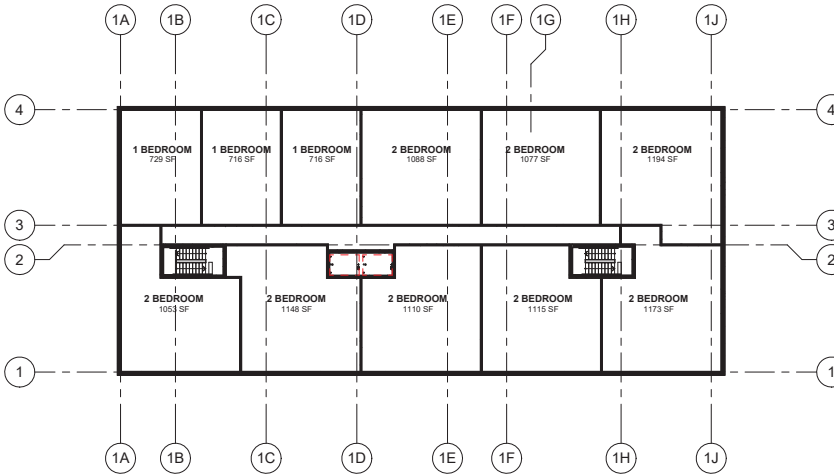 1A 1B 1C 1D 1E 1F 1G 1H 1J
4 4
1 BEDROOM 1 BEDROOM 1 BEDROOM 2 BEDROOM 2 BEDROOM 2 BEDROOM
729 SF 716 SF 716 SF 1088 SF 1077 SF 1194 SF
3 3
2 2
2 BEDROOM 2 BEDROOM 2 BEDROOM 2 BEDROOM 2 BEDROOM
1053 SF 1148 SF 1110 SF 1115 SF 1173 SF
1 1
1A 1B 1C 1D 1E 1F 1H 1J